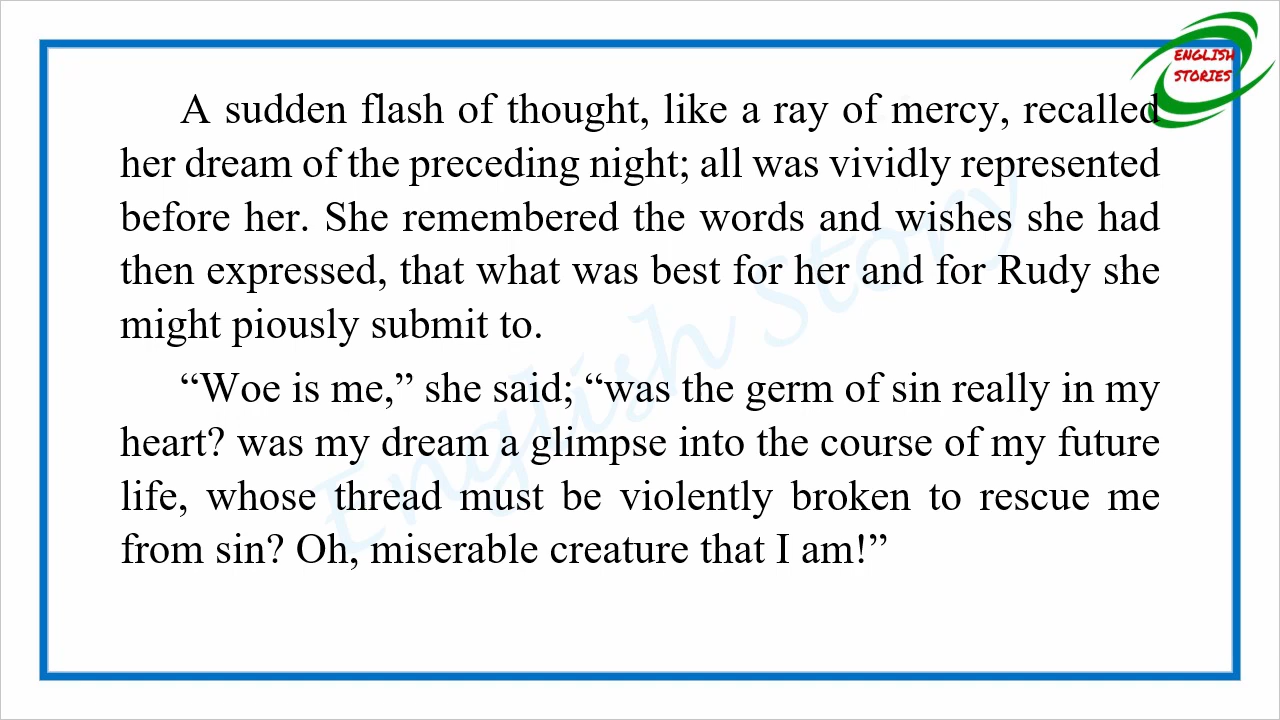 ENGLISH
STORIES
A sudden flash of thought, like a ray of mercy, recalled
her dream of the preceding night; all was vividly represented
before her. She remembered the words and wishes she had
then expressed, that what was best for her and for Rudy she
might piously submit to.
“Woe is me,” she said; “was the germ of sin really in my
heart? was my dream a glimpse into the course of my future
life, whose thread must be violently broken to rescue me
from sin? Oh, miserable creature that I am!”
English Story